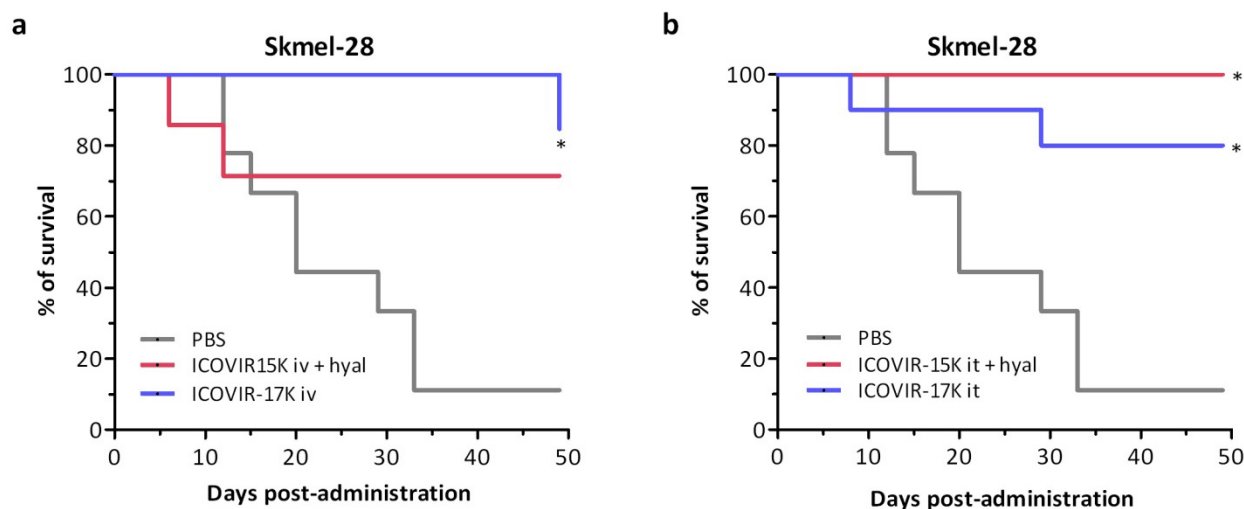 a
Skmel-28
% of survival
100
80
60
40
20
0
PBS
ICOVIR15K iv + hyal
ICOVIR-17K iv
*
0 10 20 30 40 50
Days post-administration
b
Skmel-28
% of survival
100
80
60
40
20
0
*
*
PBS
ICOVIR-15K it + hyal
ICOVIR-17K it
0 10 20 30 40 50
Days post-administration